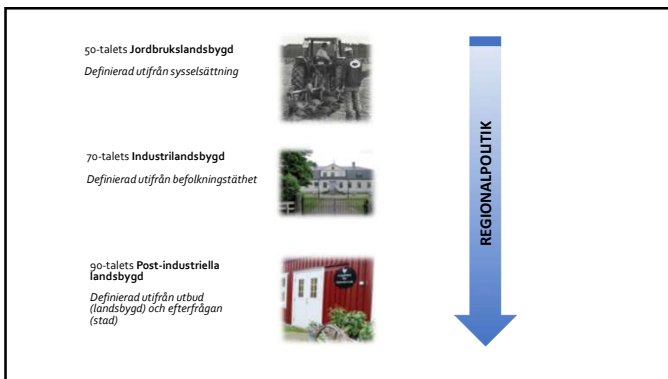 50-talets Jordbrukslandsbygd
Definierad utifrån sysselsättning
70-talets Industrilandsbygd
Definierad utifrån befolkningstäthet
90-talets Post-industriella
landsbygd
Definierad utifrån utbud
(landsbygd) och efterfrågan
(stad)
REGIONALPOLITIK